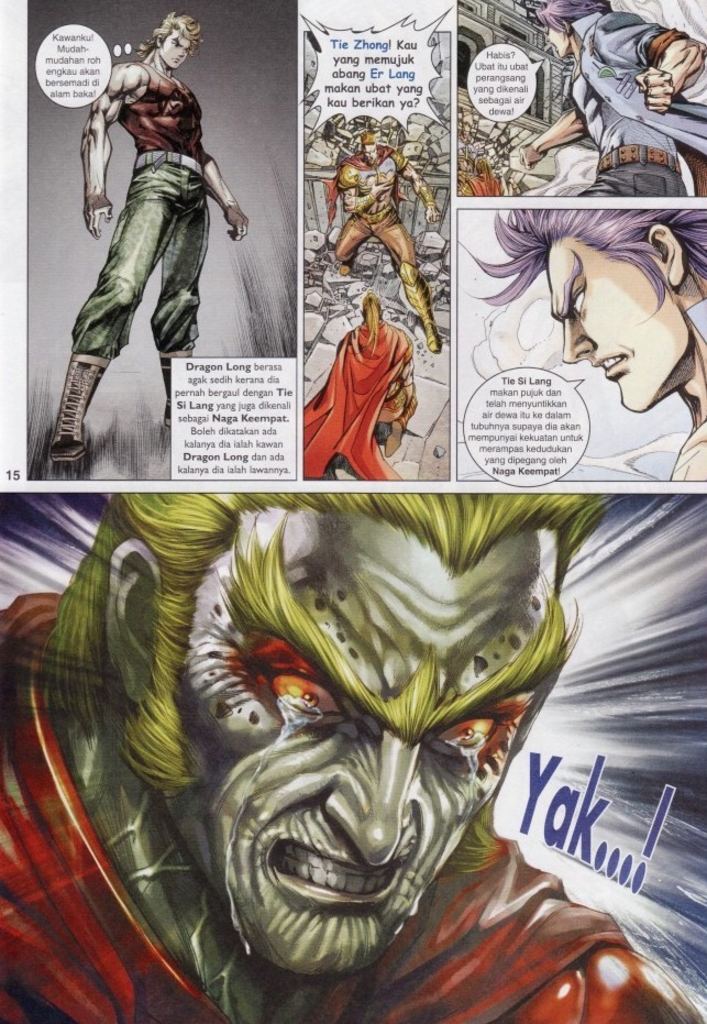 Kawanku!
Mudah-
mudahan roh
engkau akan
bersemadi di
alam baka!
Dragon Long berasa
agak sedih kerana dia
pernah bergaul dengan Tie
Si Lang yang juga dikenali
sebagai Naga Keempat.
Boleh dikatakan ada
kalanya dia ialah kawan
Dragon Long dan ada
kalanya dia ialah lawannya.
Tie Zhong! Kau
yang memujuk
abang Er Lang
makan ubat yang
kau berikan ya?
Habis?
Ubat itu ubat
perangsang
yang dikenali
sebagai air
dewa!
Tie Si Lang
makan pujuk dan
telah menyuntikkan
air dewa itu ke dalam
tubuhnya supaya dia akan
mempunyai kekuatan untuk
merampas kedudukan
yang dipegang oleh
Naga Keempat!
15
Yak....!